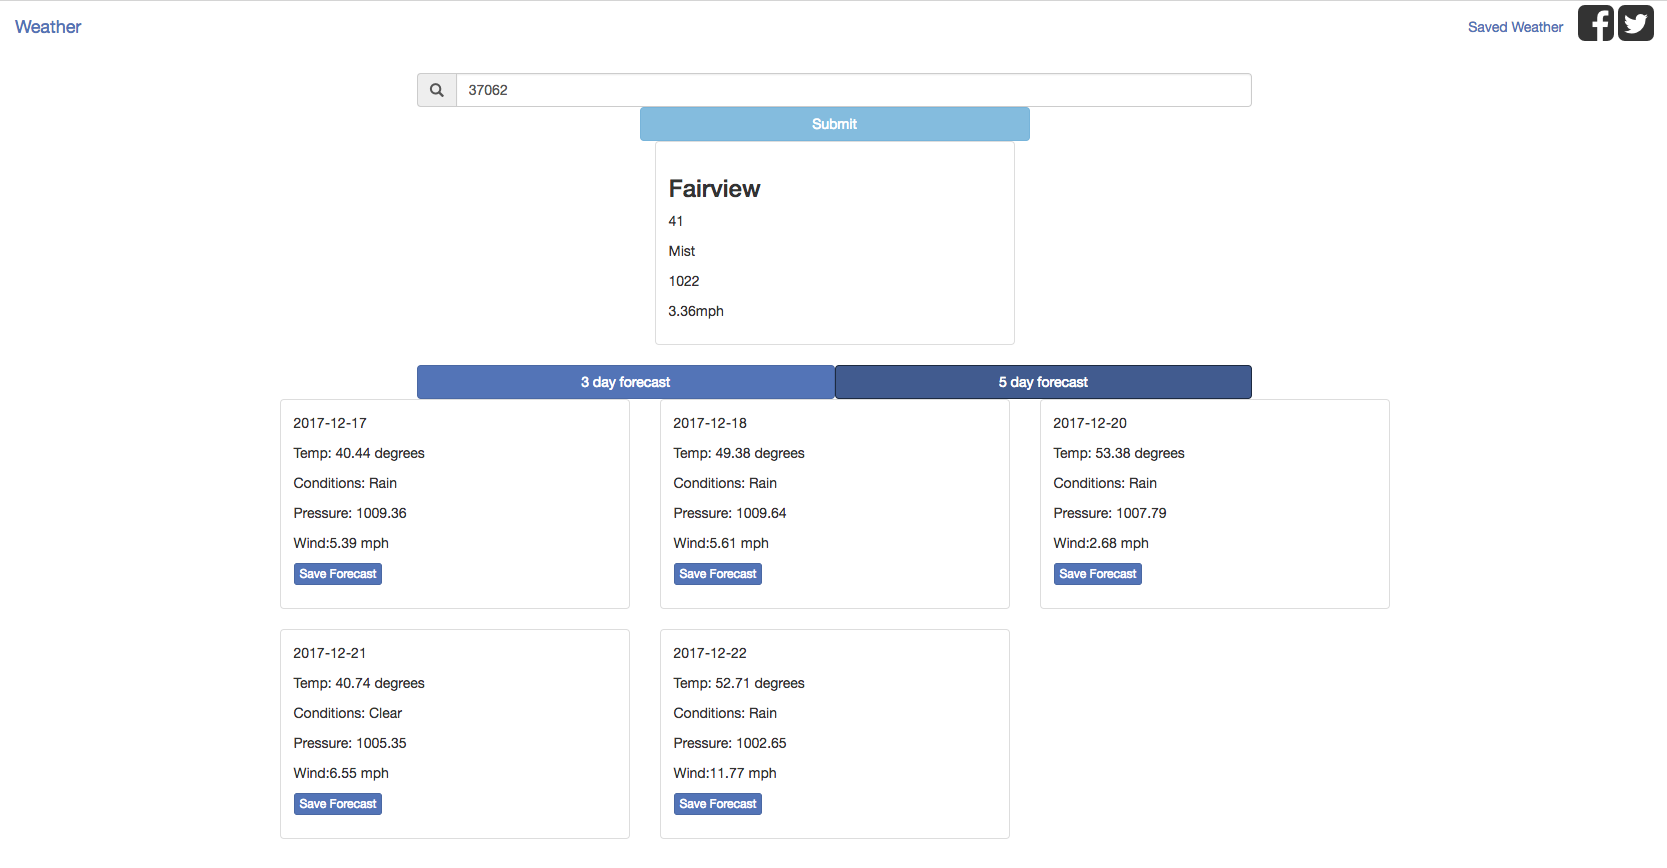 Weather
Saved Weather
37062
Submit
Fairview
41
Mist
1022
3.36mph
3 day forecast
5 day forecast
2017-12-17
Temp: 40.44 degrees
Conditions: Rain
Pressure: 1009.36
Wind:5.39 mph
Save Forecast
2017-12-18
Temp: 49.38 degrees
Conditions: Rain
Pressure: 1009.64
Wind:5.61 mph
Save Forecast
2017-12-20
Temp: 53.38 degrees
Conditions: Rain
Pressure: 1007.79
Wind:2.68 mph
Save Forecast
2017-12-21
Temp: 40.74 degrees
Conditions: Clear
Pressure: 1005.35
Wind:6.55 mph
Save Forecast
2017-12-22
Temp: 52.71 degrees
Conditions: Rain
Pressure: 1002.65
Wind:11.77 mph
Save Forecast